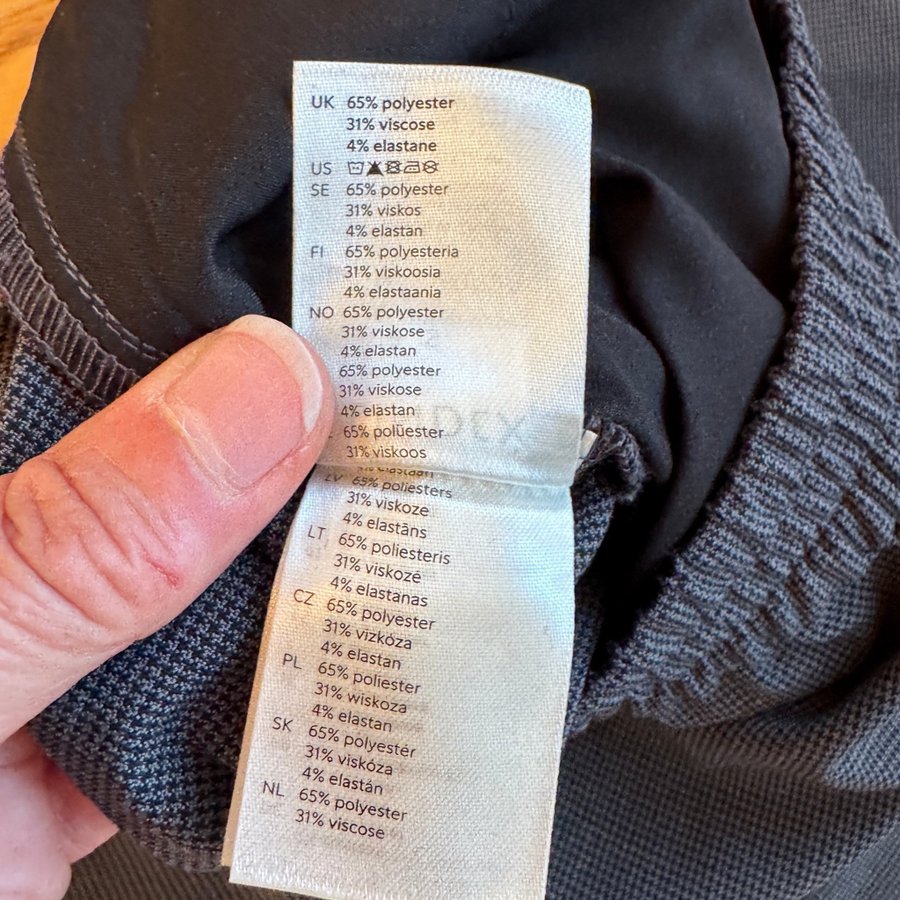 UK 65% polyester
31% viscose
4% elastane
US
SE 65% polyester
31% viskos
4% elastan
FI 65% polyesteria
31% viskoosia
4% elastaania
NO 65% polyester
31% viskose
4% elastan
65% polyester
31% viskose
4% elastan
65% polüester
31% viskoos
4% elastaan
LV 65% poliesters
31% viskoze
4% elastāns
LT 65% poliesteris
31% viskozė
4% elastanas
CZ 65% polyester
31% vizkóza
4% elastan
PL 65% poliester
31% wiskoza
4% elastan
SK 65% polyestér
31% viskóza
4% elastán
NL 65% polyester
31% viscose